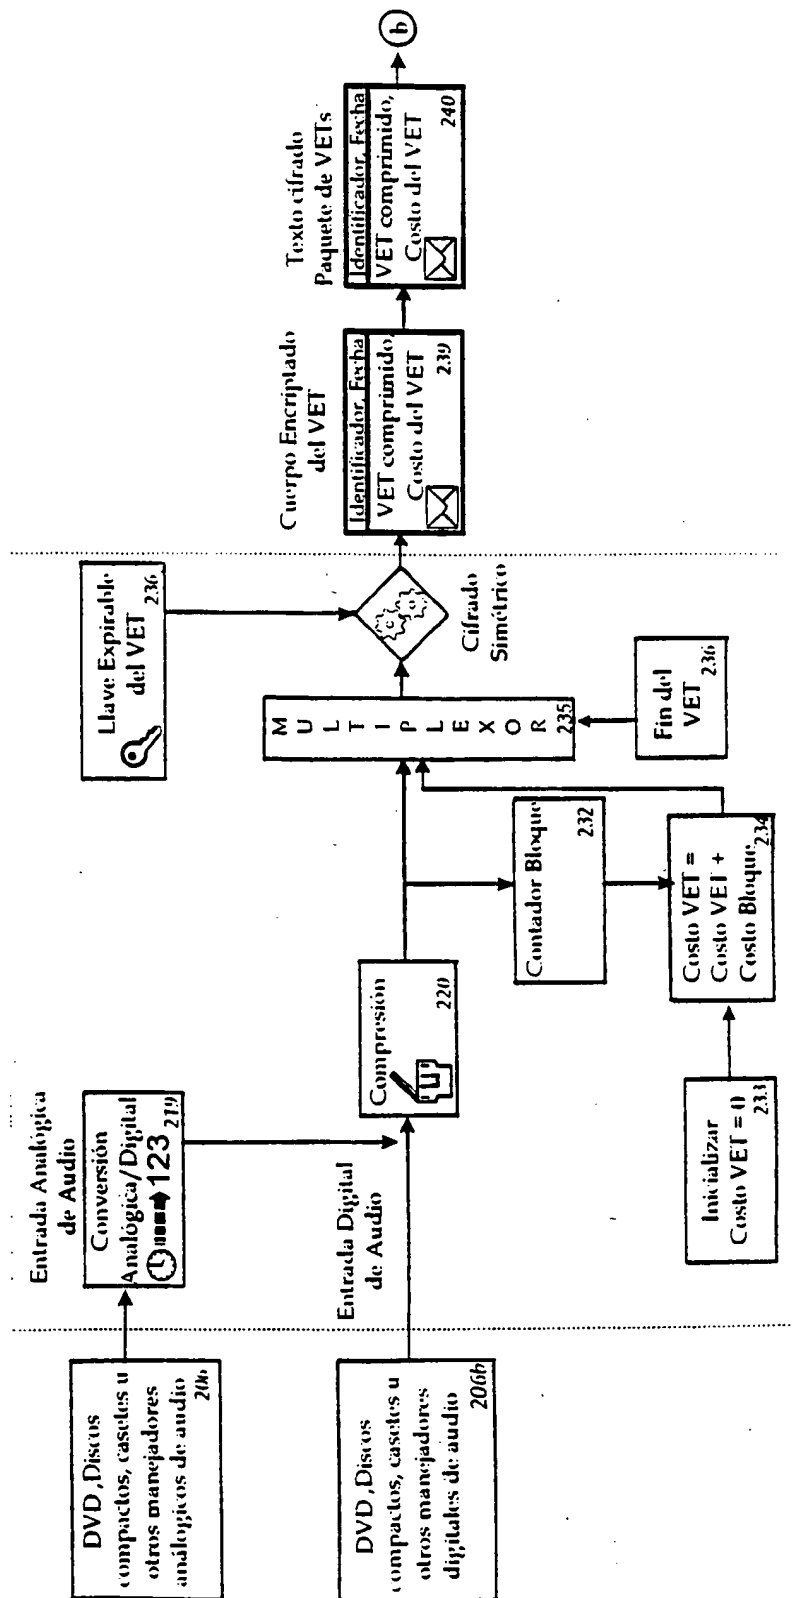 DVD ,Discos
compactos, casetes u
otros manejadores
análogicos de audio
206
DVD ,Discos
compactos, casetes u
otros manejadores
digitales de audio
206b
Entrada Analógica
de Audio
Conversión
Analógica/Digital
123
219
Entrada Digital
de Audio
Compresión
220
Inicializar
Costo VET = 0
233
Contador Bloque
232
Costo VET =
Costo VET +
Costo Bloque
234
MULTIPLEXOR
235
Fin del
VET
236
Llave Expirable
del VET
236
Cifrado
Simétrico
Cuerpo Encriptado
del VET
Identificador, Fecha
VET comprimido,
Costo del VET
239
Texto cifrado
Paquete de VETs
Identificador, Fecha
VET comprimido,
Costo del VET
240
b